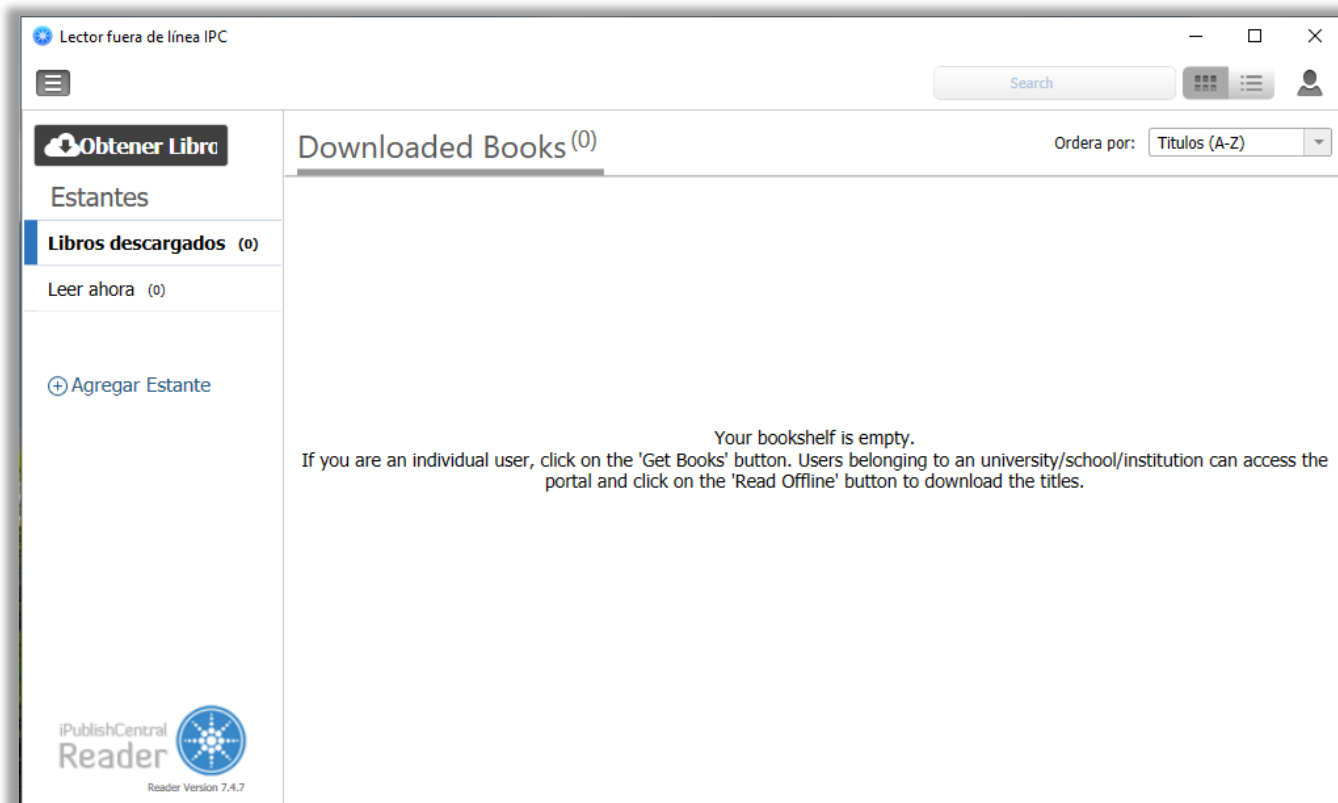 Lector fuera de línea IPC
Search
Obtener Libro
Estantes
Libros descargados (0)
Leer ahora (0)
Agregar Estante
Downloaded Books (0)
Ordera por: Titulos (A-Z)
Your bookshelf is empty.
If you are an individual user, click on the 'Get Books' button. Users belonging to an university/school/institution can access the
portal and click on the 'Read Offline' button to download the titles.
iPublishCentral
Reader
Reader Version 7.4.7